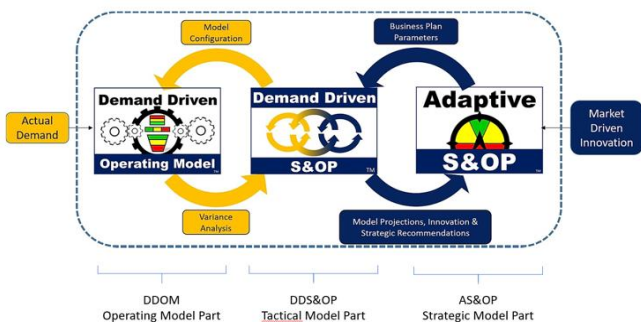 Model
Configuration
Business Plan
Parameters
Actual
Demand
Demand Driven
Operating Model
Demand Driven
S&OP
TM
Adaptive
S&OP
Market
Driven
Innovation
Variance
Analysis
Model Projections, Innovation &
Strategic Recommendations
DDOM
Operating Model Part
DDS&OP
Tactical Model Part
AS&OP
Strategic Model Part